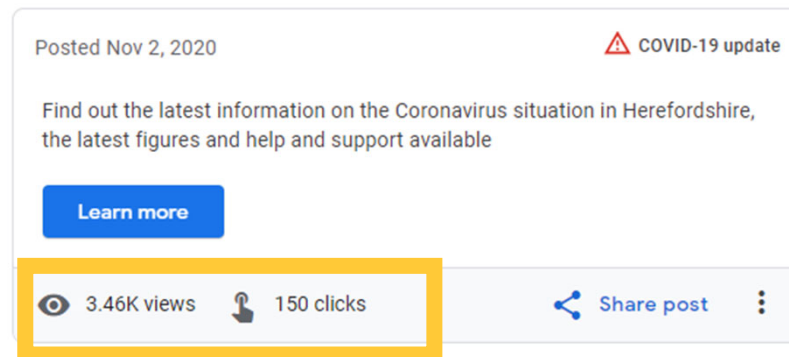 Posted Nov 2, 2020 COVID-19 update
Find out the latest information on the Coronavirus situation in Herefordshire,
the latest figures and help and support available
Learn more
3.46K views 150 clicks Share post